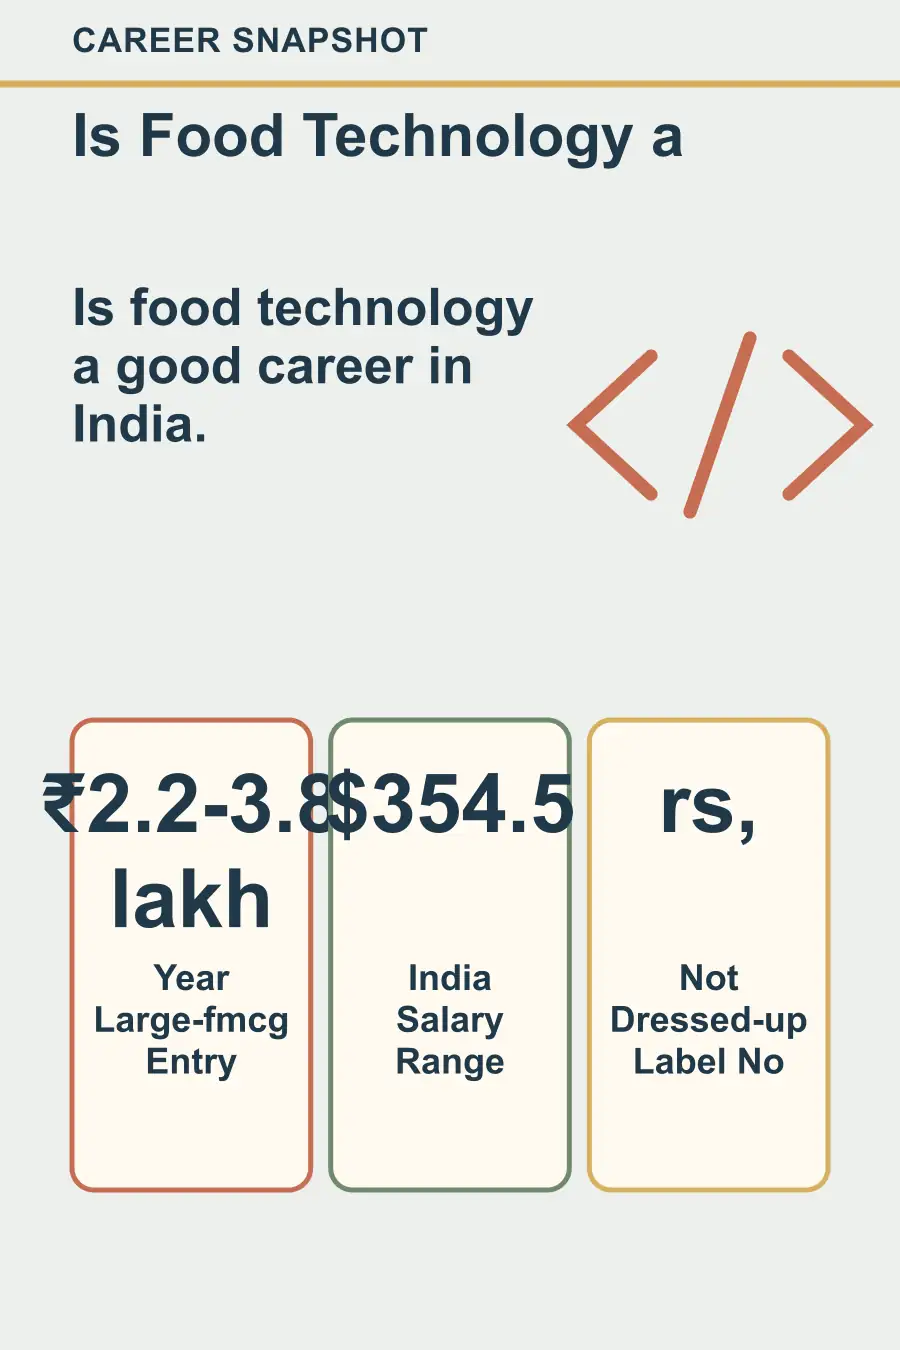 CAREER SNAPSHOT
Is Food Technology a
Is food technology
a good career in
India.
₹2.2-3.8
lakh
Year
Large-fmcg
Entry
$354.5
India
Salary
Range
rs,
Not
Dressed-up
Label No